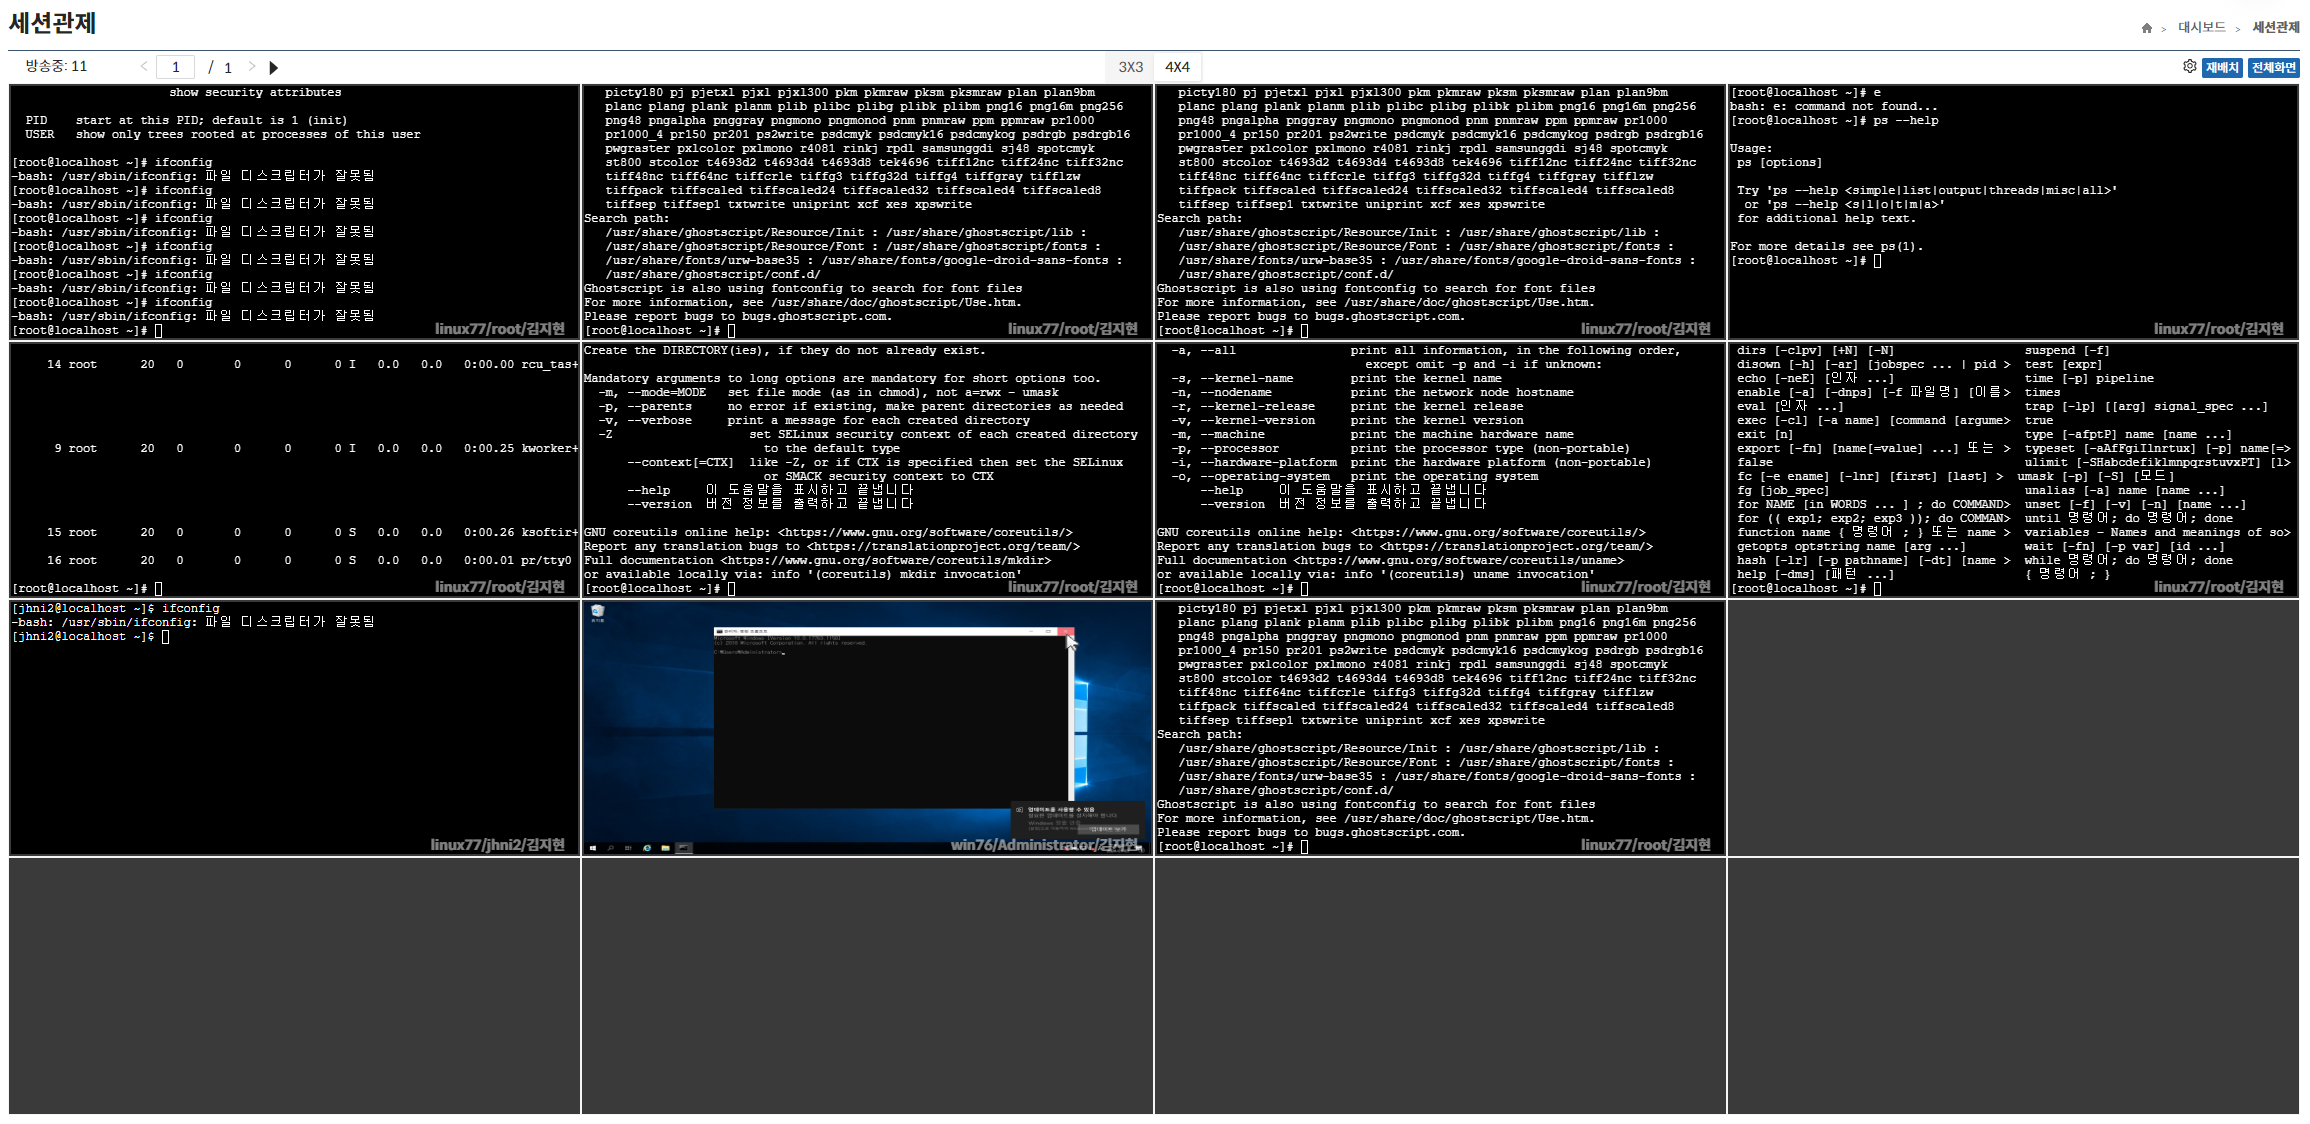 세션관제
대시보드 > 세션관제
방송중: 11
< 1 / 1 >
3X3 4X4
재배치 전체화면
show security attributes
PID start at this PID; default is 1 (init)
USER show only trees rooted at processes of this user
[root@localhost ~]# ifconfig
-bash: /usr/sbin/ifconfig: 파일 디스크립터가 잘못됨
[root@localhost ~]# ifconfig
-bash: /usr/sbin/ifconfig: 파일 디스크립터가 잘못됨
[root@localhost ~]# ifconfig
-bash: /usr/sbin/ifconfig: 파일 디스크립터가 잘못됨
[root@localhost ~]# ifconfig
-bash: /usr/sbin/ifconfig: 파일 디스크립터가 잘못됨
[root@localhost ~]# ifconfig
-bash: /usr/sbin/ifconfig: 파일 디스크립터가 잘못됨
[root@localhost ~]# ifconfig
-bash: /usr/sbin/ifconfig: 파일 디스크립터가 잘못됨
[root@localhost ~]#
linux77/root/김지현
picty180 pj pjetxl pjxl pjxl300 pkm pkmraw pksm pksmraw plan plan9bm
planc plang plank planm plib plibc plibg plibk plibm png16 png16m png256
png48 pngalpha pnggray pngmono pngmonod pnm pnmraw ppm ppmraw pr1000
pr1000_4 pr150 pr201 ps2write psdcmyk psdcmyk16 psdcmykog psdrgb psdrgb16
pwgraster pxlcolor pxlmono r4081 rinkj rpdl samsunggdi sj48 spotcmyk
st800 stcolor t4693d2 t4693d4 t4693d8 tek4696 tiff12nc tiff24nc tiff32nc
tiff48nc tiff64nc tiffcrle tiffg3 tiffg32d tiffg4 tiffgray tifflzw
tiffpack tiffscaled tiffscaled24 tiffscaled32 tiffscaled4 tiffscaled8
tiffsep tiffsep1 txtwrite uniprint xcf xes xpswrite
Search path:
/usr/share/ghostscript/Resource/Init : /usr/share/ghostscript/lib :
/usr/share/ghostscript/Resource/Font : /usr/share/ghostscript/fonts :
/usr/share/fonts/urw-base35 : /usr/share/fonts/google-droid-sans-fonts :
/usr/share/ghostscript/conf.d/
Ghostscript is also using fontconfig to search for font files
For more information, see /usr/share/doc/ghostscript/Use.htm.
Please report bugs to bugs.ghostscript.com.
[root@localhost ~]#
linux77/root/김지현
picty180 pj pjetxl pjxl pjxl300 pkm pkmraw pksm pksmraw plan plan9bm
planc plang plank planm plib plibc plibg plibk plibm png16 png16m png256
png48 pngalpha pnggray pngmono pngmonod pnm pnmraw ppm ppmraw pr1000
pr1000_4 pr150 pr201 ps2write psdcmyk psdcmyk16 psdcmykog psdrgb psdrgb16
pwgraster pxlcolor pxlmono r4081 rinkj rpdl samsunggdi sj48 spotcmyk
st800 stcolor t4693d2 t4693d4 t4693d8 tek4696 tiff12nc tiff24nc tiff32nc
tiff48nc tiff64nc tiffcrle tiffg3 tiffg32d tiffg4 tiffgray tifflzw
tiffpack tiffscaled tiffscaled24 tiffscaled32 tiffscaled4 tiffscaled8
tiffsep tiffsep1 txtwrite uniprint xcf xes xpswrite
Search path:
/usr/share/ghostscript/Resource/Init : /usr/share/ghostscript/lib :
/usr/share/ghostscript/Resource/Font : /usr/share/ghostscript/fonts :
/usr/share/fonts/urw-base35 : /usr/share/fonts/google-droid-sans-fonts :
/usr/share/ghostscript/conf.d/
Ghostscript is also using fontconfig to search for font files
For more information, see /usr/share/doc/ghostscript/Use.htm.
Please report bugs to bugs.ghostscript.com.
[root@localhost ~]#
linux77/root/김지현
[root@localhost ~]# e
bash: e: command not found...
[root@localhost ~]# ps --help
Usage:
ps [options]
Try 'ps --help <simple|list|output|threads|misc|all>'
or 'ps --help <s|l|o|t|m|a>'
for additional help text.
For more details see ps(1).
[root@localhost ~]#
linux77/root/김지현
14 root 20 0 0 0 0 I 0.0 0.0 0:00.00 rcu_tas+
9 root 20 0 0 0 0 I 0.0 0.0 0:00.25 kworker+
15 root 20 0 0 0 0 S 0.0 0.0 0:00.26 ksoftir+
16 root 20 0 0 0 0 S 0.0 0.0 0:00.01 pr/tty0
[root@localhost ~]#
linux77/root/김지현
Create the DIRECTORY(ies), if they do not already exist.
Mandatory arguments to long options are mandatory for short options too.
-m, --mode=MODE set file mode (as in chmod), not a=rwx - umask
-p, --parents no error if existing, make parent directories as needed
-v, --verbose print a message for each created directory
-Z set SELinux security context of each created directory
to the default type
--context[=CTX] like -Z, or if CTX is specified then set the SELinux
or SMACK security context to CTX
--help 이 도움말을 표시하고 끝냅니다
--version 버전 정보를 출력하고 끝냅니다
GNU coreutils online help: <https://www.gnu.org/software/coreutils/>
Report any translation bugs to <https://translationproject.org/team/>
Full documentation <https://www.gnu.org/software/coreutils/mkdir>
or available locally via: info '(coreutils) mkdir invocation'
[root@localhost ~]#
linux77/root/김지현
-a, --all print all information, in the following order,
except omit -p and -i if unknown:
-s, --kernel-name print the kernel name
-n, --nodename print the network node hostname
-r, --kernel-release print the kernel release
-v, --kernel-version print the kernel version
-m, --machine print the machine hardware name
-p, --processor print the processor type (non-portable)
-i, --hardware-platform print the hardware platform (non-portable)
-o, --operating-system print the operating system
--help 이 도움말을 표시하고 끝냅니다
--version 버전 정보를 출력하고 끝냅니다
GNU coreutils online help: <https://www.gnu.org/software/coreutils/>
Report any translation bugs to <https://translationproject.org/team/>
Full documentation <https://www.gnu.org/software/coreutils/uname>
or available locally via: info '(coreutils) uname invocation'
[root@localhost ~]#
linux77/root/김지현
dirs [-clpv] [+N] [-N] suspend [-f]
disown [-h] [-ar] [jobspec ... | pid > test [expr]
echo [-neE] [인자 ...] time [-p] pipeline
enable [-a] [-dnps] [-f 파일명] [이름> times
eval [인자 ...] trap [-lp] [[arg] signal_spec ...]
exec [-cl] [-a name] [command [argume> true
exit [n] type [-afptP] name [name ...]
export [-fn] [name[=value] ...] 또는 > typeset [-aAfFgiIlnrtux] [-p] name[=>
false ulimit [-SHabcdefiklmnpqrstuvxPT] [l>
fc [-e ename] [-lnr] [first] [last] > umask [-p] [-S] [모드]
fg [job_spec] unalias [-a] name [name ...]
for NAME [in WORDS ... ] ; do COMMAND> unset [-f] [-v] [-n] [name ...]
for (( exp1; exp2; exp3 )); do COMMAN> until 명령어; do 명령어; done
function name { 명령어 ; } 또는 name > variables - Names and meanings of so>
getopts optstring name [arg ...] wait [-fn] [-p var] [id ...]
hash [-lr] [-p pathname] [-dt] [name > while 명령어; do 명령어; done
help [-dms] [패턴 ...] { 명령어 ; }
[root@localhost ~]#
linux77/root/김지현
[jhni2@localhost ~]$ ifconfig
-bash: /usr/sbin/ifconfig: 파일 디스크립터가 잘못됨
[jhni2@localhost ~]$
linux77/jhni2/김지현
업데이트를 사용할 수 있음
win76/Administrator/김지현
picty180 pj pjetxl pjxl pjxl300 pkm pkmraw pksm pksmraw plan plan9bm
planc plang plank planm plib plibc plibg plibk plibm png16 png16m png256
png48 pngalpha pnggray pngmono pngmonod pnm pnmraw ppm ppmraw pr1000
pr1000_4 pr150 pr201 ps2write psdcmyk psdcmyk16 psdcmykog psdrgb psdrgb16
pwgraster pxlcolor pxlmono r4081 rinkj rpdl samsunggdi sj48 spotcmyk
st800 stcolor t4693d2 t4693d4 t4693d8 tek4696 tiff12nc tiff24nc tiff32nc
tiff48nc tiff64nc tiffcrle tiffg3 tiffg32d tiffg4 tiffgray tifflzw
tiffpack tiffscaled tiffscaled24 tiffscaled32 tiffscaled4 tiffscaled8
tiffsep tiffsep1 txtwrite uniprint xcf xes xpswrite
Search path:
/usr/share/ghostscript/Resource/Init : /usr/share/ghostscript/lib :
/usr/share/ghostscript/Resource/Font : /usr/share/ghostscript/fonts :
/usr/share/fonts/urw-base35 : /usr/share/fonts/google-droid-sans-fonts :
/usr/share/ghostscript/conf.d/
Ghostscript is also using fontconfig to search for font files
For more information, see /usr/share/doc/ghostscript/Use.htm.
Please report bugs to bugs.ghostscript.com.
[root@localhost ~]#
linux77/root/김지현